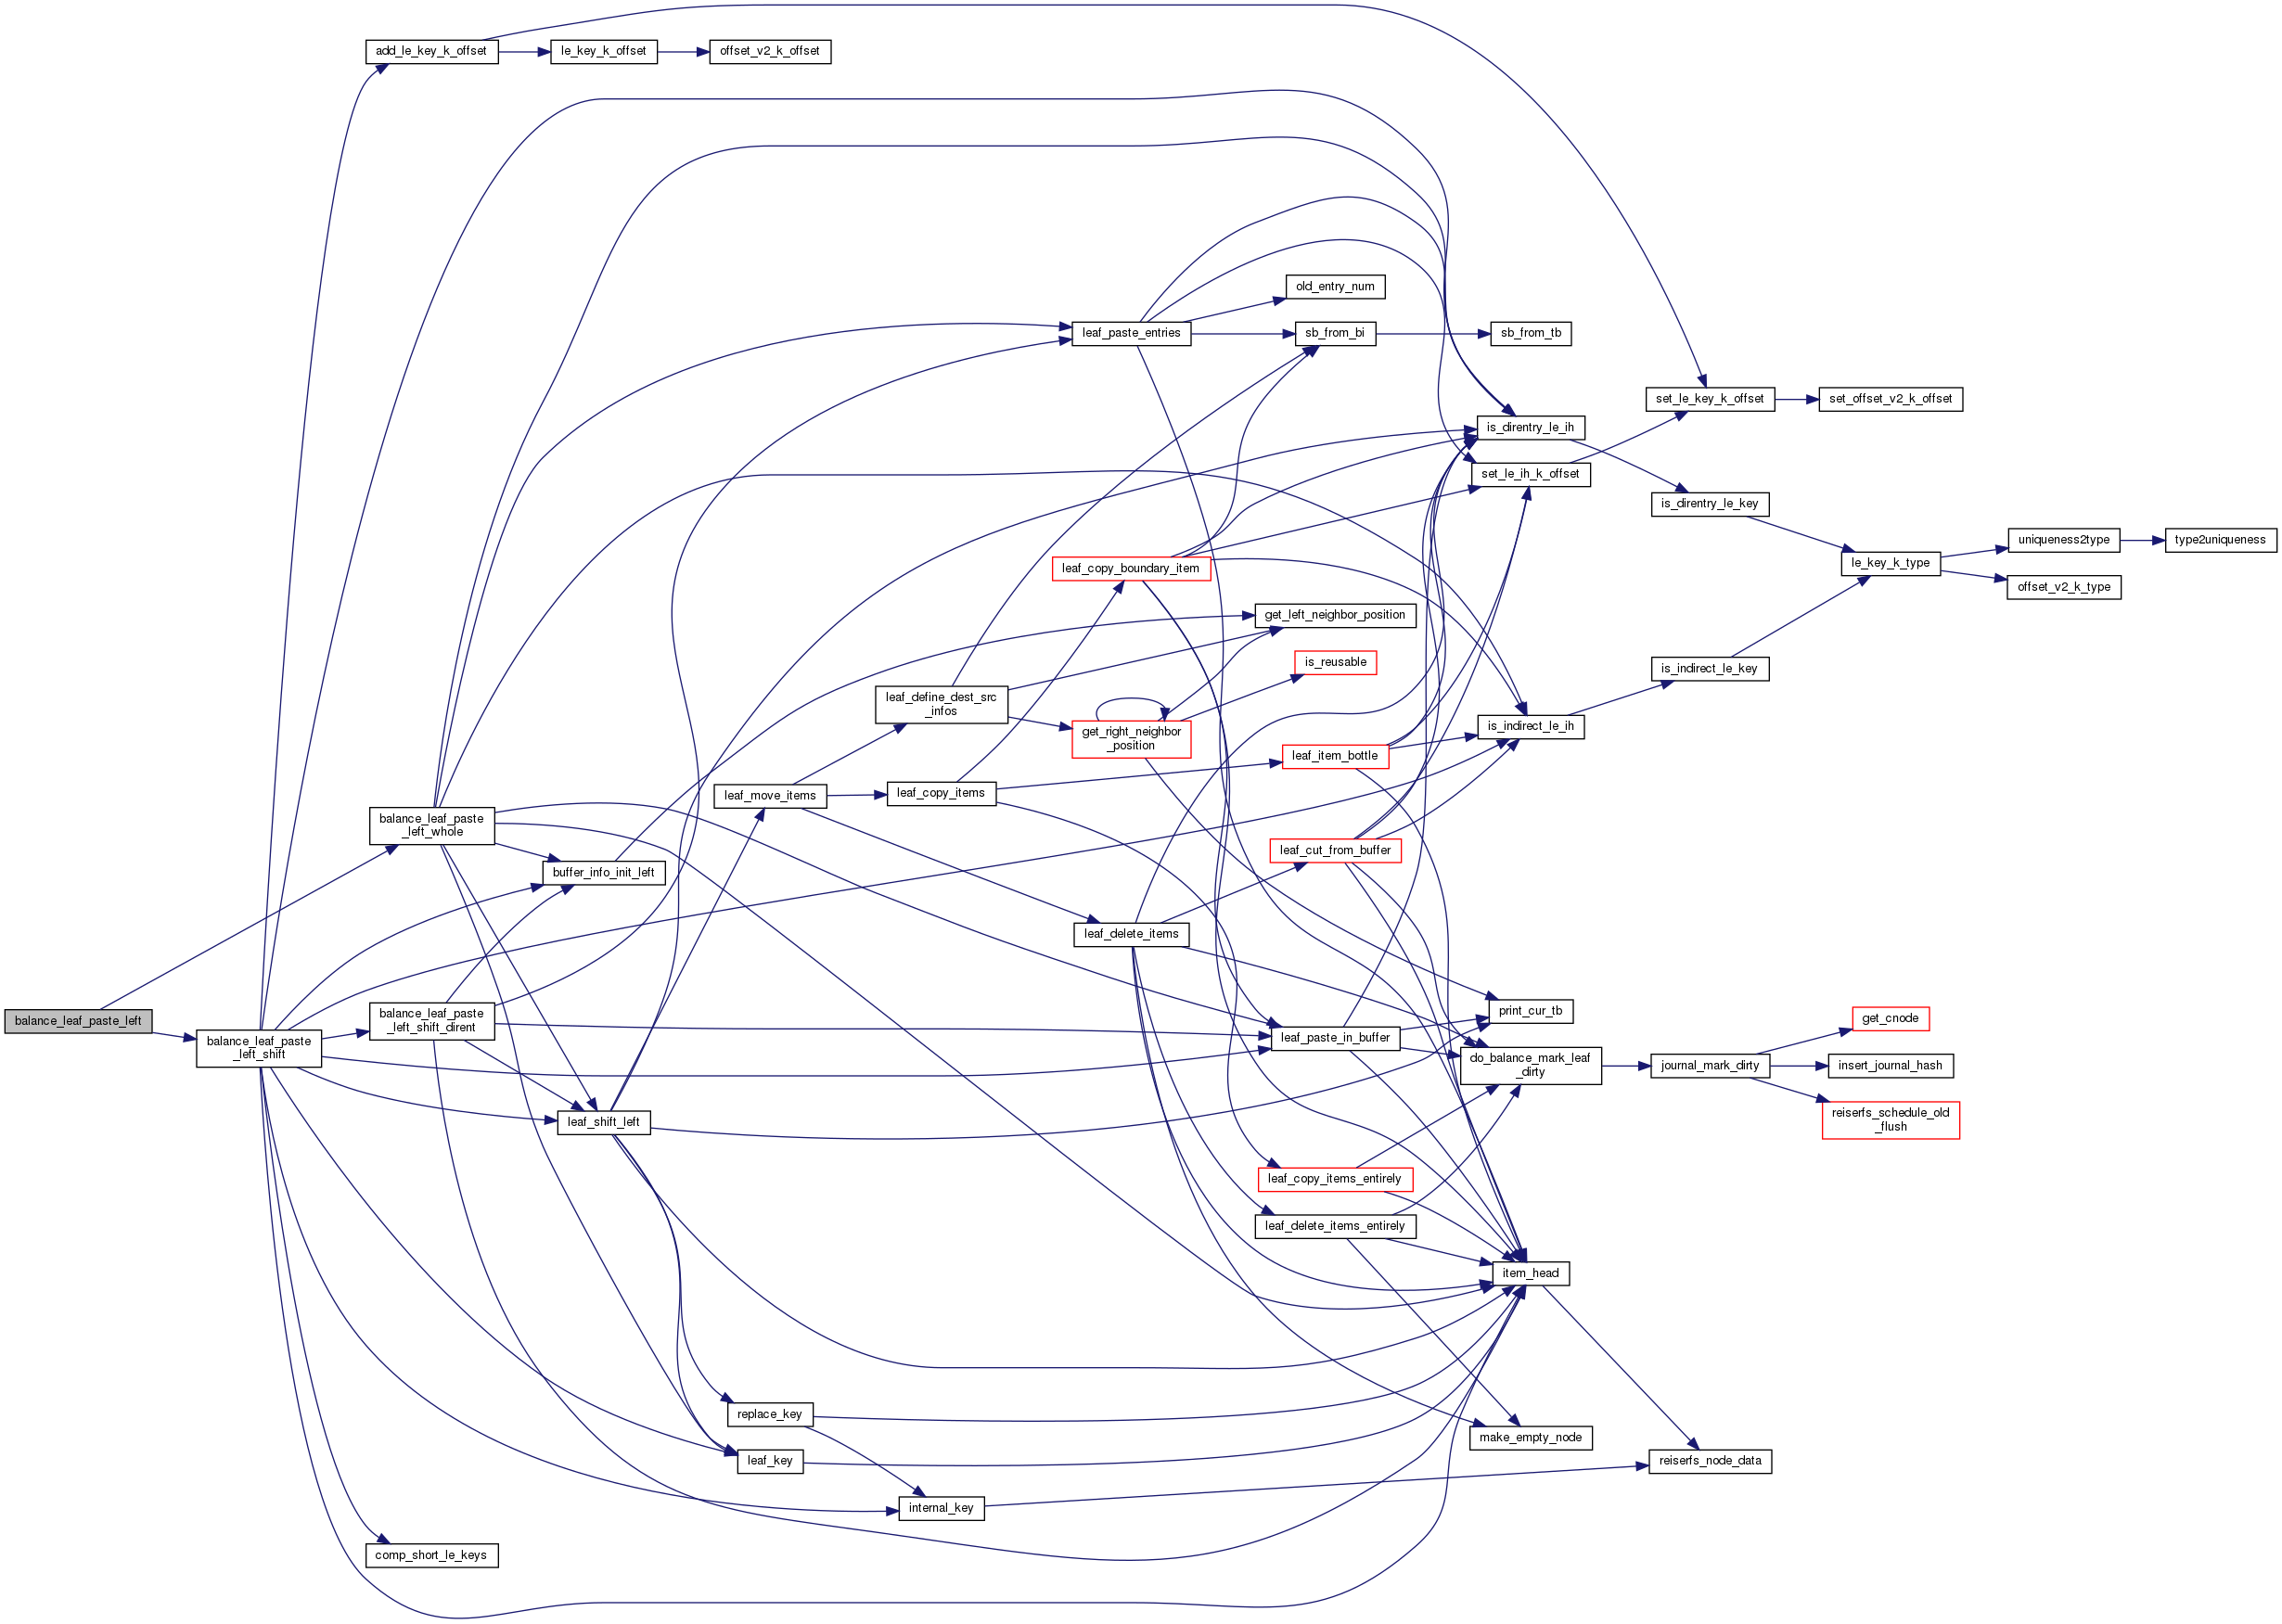 add_le_key_k_offset
le_key_k_offset
offset_v2_k_offset
old_entry_num
leaf_paste_entries
sb_from_bi
sb_from_tb
set_le_key_k_offset
set_offset_v2_k_offset
is_direntry_le_ih
set_le_ih_k_offset
is_direntry_le_key
uniqueness2type
type2uniqueness
leaf_copy_boundary_item
le_key_k_type
offset_v2_k_type
get_left_neighbor_position
is_reusable
is_indirect_le_key
leaf_define_dest_src
_infos
get_right_neighbor
_position
is_indirect_le_ih
leaf_item_bottle
leaf_move_items
leaf_copy_items
balance_leaf_paste
_left_whole
leaf_cut_from_buffer
buffer_info_init_left
leaf_delete_items
balance_leaf_paste_left
balance_leaf_paste
_left_shift_dirent
print_cur_tb
get_cnode
balance_leaf_paste
_left_shift
leaf_paste_in_buffer
do_balance_mark_leaf
_dirty
journal_mark_dirty
insert_journal_hash
leaf_shift_left
reiserfs_schedule_old
_flush
leaf_copy_items_entirely
leaf_delete_items_entirely
item_head
replace_key
make_empty_node
leaf_key
reiserfs_node_data
internal_key
comp_short_le_keys